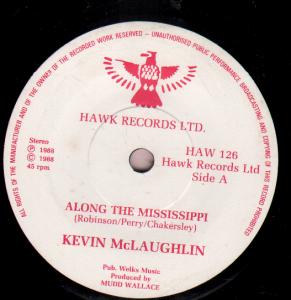 ALL RIGHTS OF THE MANUFACTURER AND OF THE OWNER OF THE RECORDED WORK RESERVED — UNAUTHORISED PUBLIC PERFORMANCE BROADCASTING AND COPYING OF THIS RECORD PROHIBITED
HAWK RECORDS LTD.
Stereo
℗ 1988
© 1988
45 rpm
HAW 126
Hawk Records Ltd
Side A
ALONG THE MISSISSIPPI
(Robinson/Perry/Chakersley)
KEVIN McLAUGHLIN
Pub. Welks Music
Produced by
MUDD WALLACE